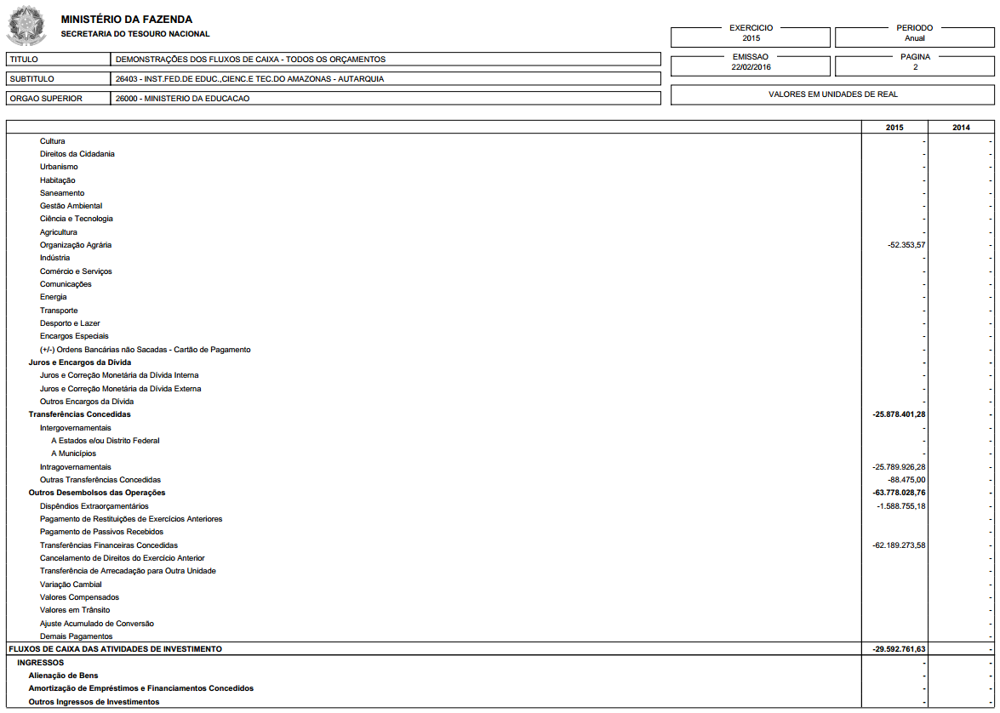 MINISTÉRIO DA FAZENDA
SECRETARIA DO TESOURO NACIONAL
EXERCICIO
2015
PERIODO
Anual
EMISSAO
22/02/2016
PAGINA
2
TITULO DEMONSTRAÇÕES DOS FLUXOS DE CAIXA - TODOS OS ORÇAMENTOS
SUBTITULO 26403 - INST.FED.DE EDUC.,CIENC.E TEC.DO AMAZONAS - AUTARQUIA
ORGAO SUPERIOR 26000 - MINISTERIO DA EDUCACAO
VALORES EM UNIDADES DE REAL
2015 2014
Cultura - -
Direitos da Cidadania - -
Urbanismo - -
Habitação - -
Saneamento - -
Gestão Ambiental - -
Ciência e Tecnologia - -
Agricultura - -
Organização Agrária -52.353,57 -
Indústria - -
Comércio e Serviços - -
Comunicações - -
Energia - -
Transporte - -
Desporto e Lazer - -
Encargos Especiais - -
(+/-) Ordens Bancárias não Sacadas - Cartão de Pagamento - -
Juros e Encargos da Dívida - -
Juros e Correção Monetária da Dívida Interna - -
Juros e Correção Monetária da Dívida Externa - -
Outros Encargos da Dívida - -
Transferências Concedidas -25.878.401,28 -
Intergovernamentais - -
A Estados e/ou Distrito Federal - -
A Municípios - -
Intragovernamentais -25.789.926,28 -
Outras Transferências Concedidas -88.475,00 -
Outros Desembolsos das Operações -63.778.028,76 -
Dispêndios Extraorçamentários -1.588.755,18 -
Pagamento de Restituições de Exercícios Anteriores -
Pagamento de Passivos Recebidos -
Transferências Financeiras Concedidas -62.189.273,58 -
Cancelamento de Direitos do Exercício Anterior -
Transferência de Arrecadação para Outra Unidade -
Variação Cambial -
Valores Compensados -
Valores em Trânsito -
Ajuste Acumulado de Conversão -
Demais Pagamentos -
FLUXOS DE CAIXA DAS ATIVIDADES DE INVESTIMENTO -29.592.761,63 -
INGRESSOS - -
Alienação de Bens - -
Amortização de Empréstimos e Financiamentos Concedidos - -
Outros Ingressos de Investimentos - -